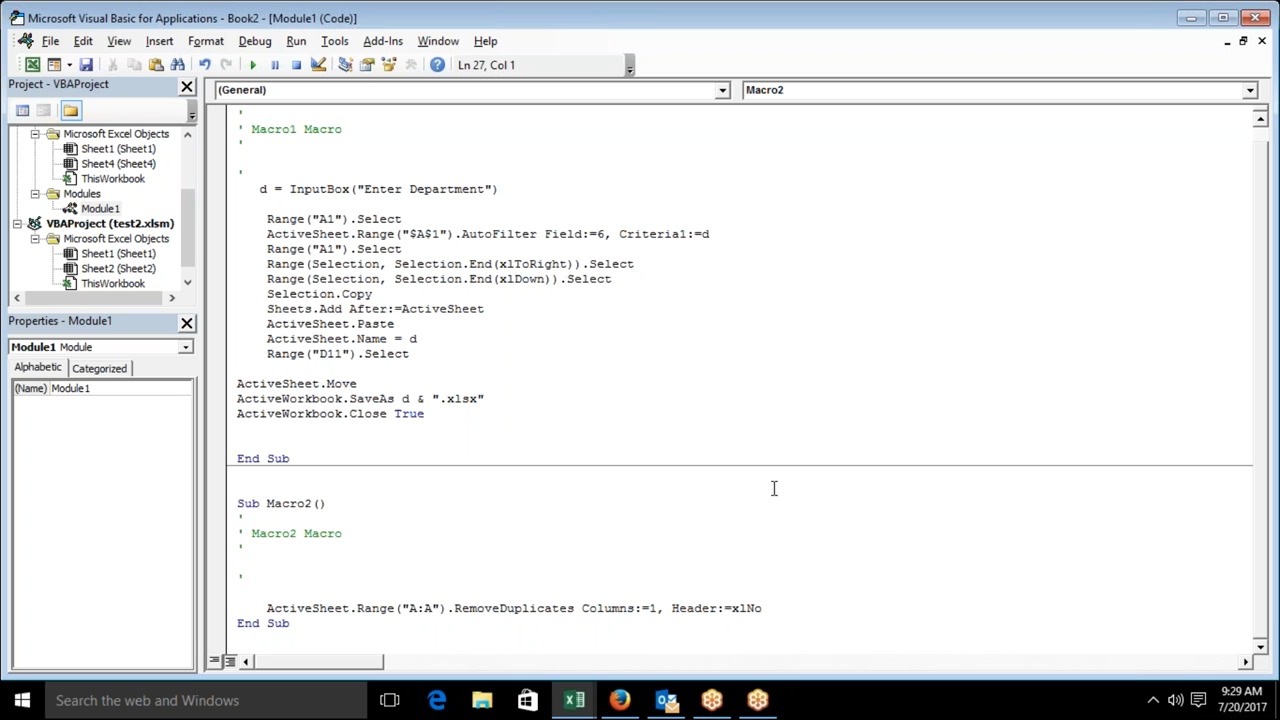 Microsoft Visual Basic for Applications - Book2 - [Module1 (Code)]
File Edit View Insert Format Debug Run Tools Add-Ins Window Help
Ln 27, Col 1
Project - VBAProject
(General)
Macro2
Microsoft Excel Objects
Sheet1 (Sheet1)
Sheet4 (Sheet4)
ThisWorkbook
Modules
Module1
VBAProject (test2.xlsm)
Microsoft Excel Objects
Sheet1 (Sheet1)
Sheet2 (Sheet2)
ThisWorkbook
Properties - Module1
Module1 Module
Alphabetic Categorized
(Name) Module1
'
' Macro1 Macro
'
'
d = InputBox("Enter Department")
Range("A1").Select
ActiveSheet.Range("$A$1").AutoFilter Field:=6, Criteria1:=d
Range("A1").Select
Range(Selection, Selection.End(xlToRight)).Select
Range(Selection, Selection.End(xlDown)).Select
Selection.Copy
Sheets.Add After:=ActiveSheet
ActiveSheet.Paste
ActiveSheet.Name = d
Range("D11").Select
ActiveSheet.Move
ActiveWorkbook.SaveAs d & ".xlsx"
ActiveWorkbook.Close True
End Sub
Sub Macro2()
'
' Macro2 Macro
'
'
ActiveSheet.Range("A:A").RemoveDuplicates Columns:=1, Header:=xlNo
End Sub
Search the web and Windows
9:29 AM
7/20/2017